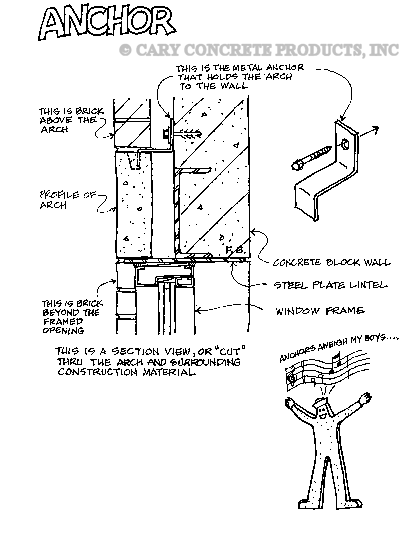 ANCHOR
© CARY CONCRETE PRODUCTS, INC
THIS IS THE METAL ANCHOR
THAT HOLDS THE ARCH
TO THE WALL
THIS IS BRICK
ABOVE THE
ARCH
PROFILE OF
ARCH
F.S.
CONCRETE BLOCK WALL
STEEL PLATE LINTEL
THIS IS BRICK
BEYOND THE
FRAMED
OPENING
WINDOW FRAME
THIS IS A SECTION VIEW, OR "CUT"
THRU THE ARCH AND SURROUNDING
CONSTRUCTION MATERIAL
ANCHORS AWEIGH MY BOYS....